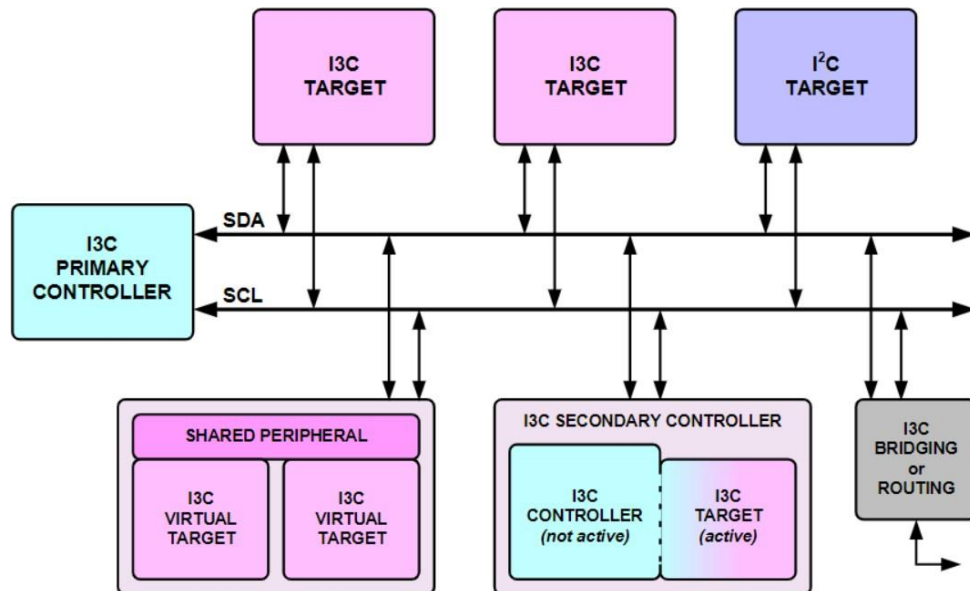 I3C
TARGET
I3C
TARGET
I²C
TARGET
I3C
PRIMARY
CONTROLLER
SDA
SCL
SHARED PERIPHERAL
I3C
VIRTUAL
TARGET
I3C
VIRTUAL
TARGET
I3C SECONDARY CONTROLLER
I3C
CONTROLLER
(not active)
I3C
TARGET
(active)
I3C
BRIDGING
or
ROUTING